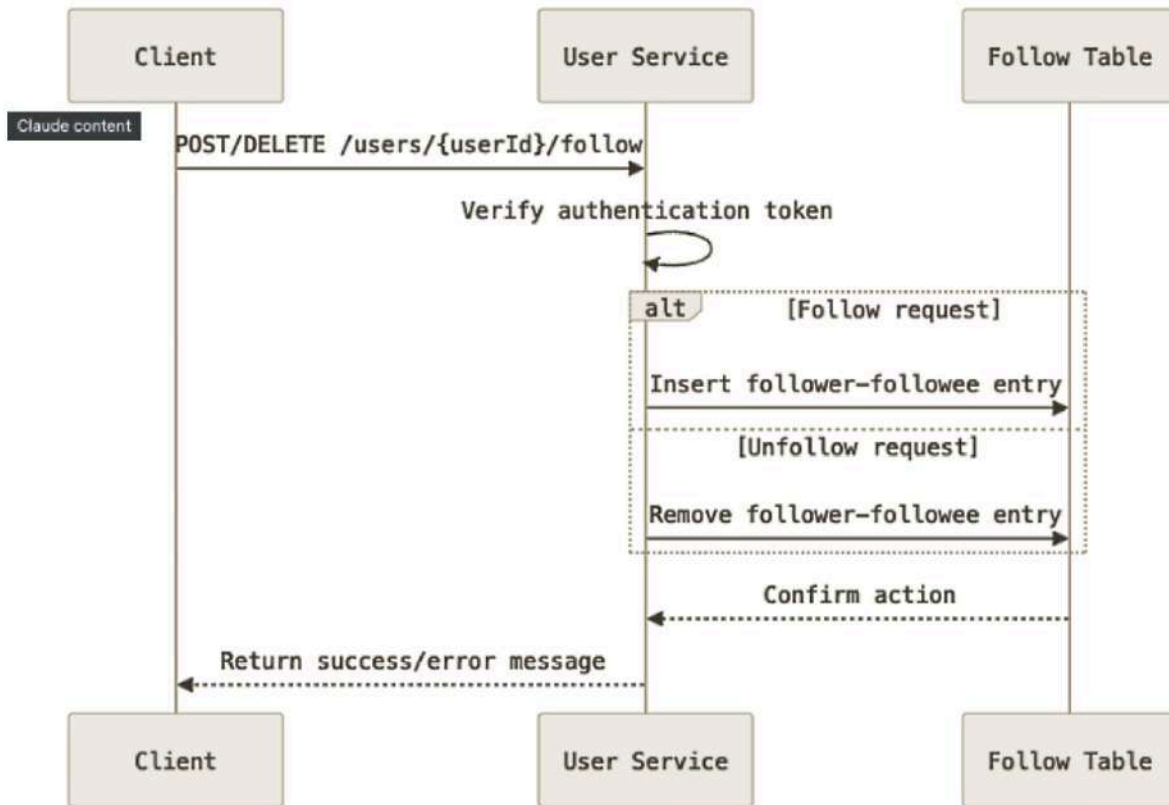 Client
User Service
Follow Table
Claude content
POST/DELETE /users/{userId}/follow
Verify authentication token
alt
[Follow request]
Insert follower-followee entry
[Unfollow request]
Remove follower-followee entry
Confirm action
Return success/error message
Client
User Service
Follow Table